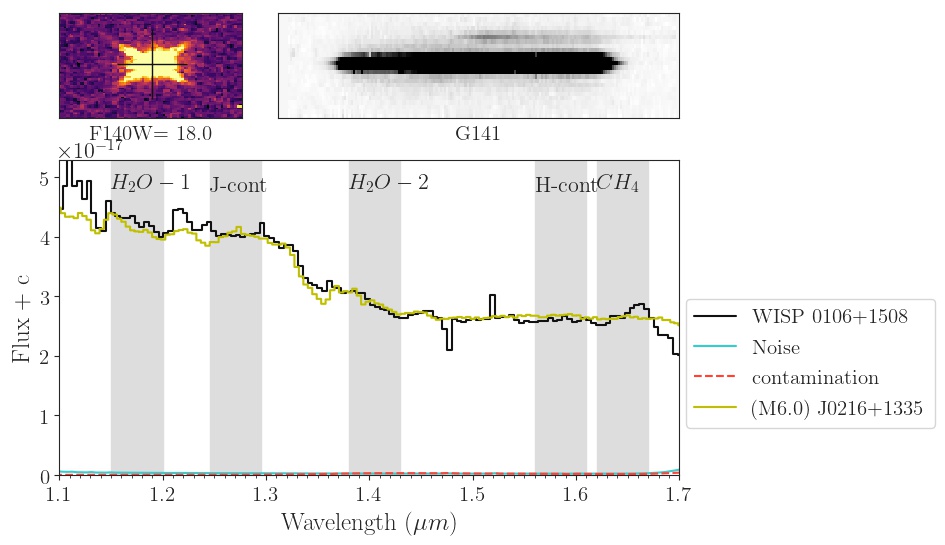 F140W= 18.0
G141
×10−17
H2O − 1
J-cont
H2O − 2
H-cont
CH4
5
4
3
2
1
0
Flux + c
1.1
1.2
1.3
1.4
1.5
1.6
1.7
Wavelength (μm)
WISP 0106+1508
Noise
contamination
(M6.0) J0216+1335